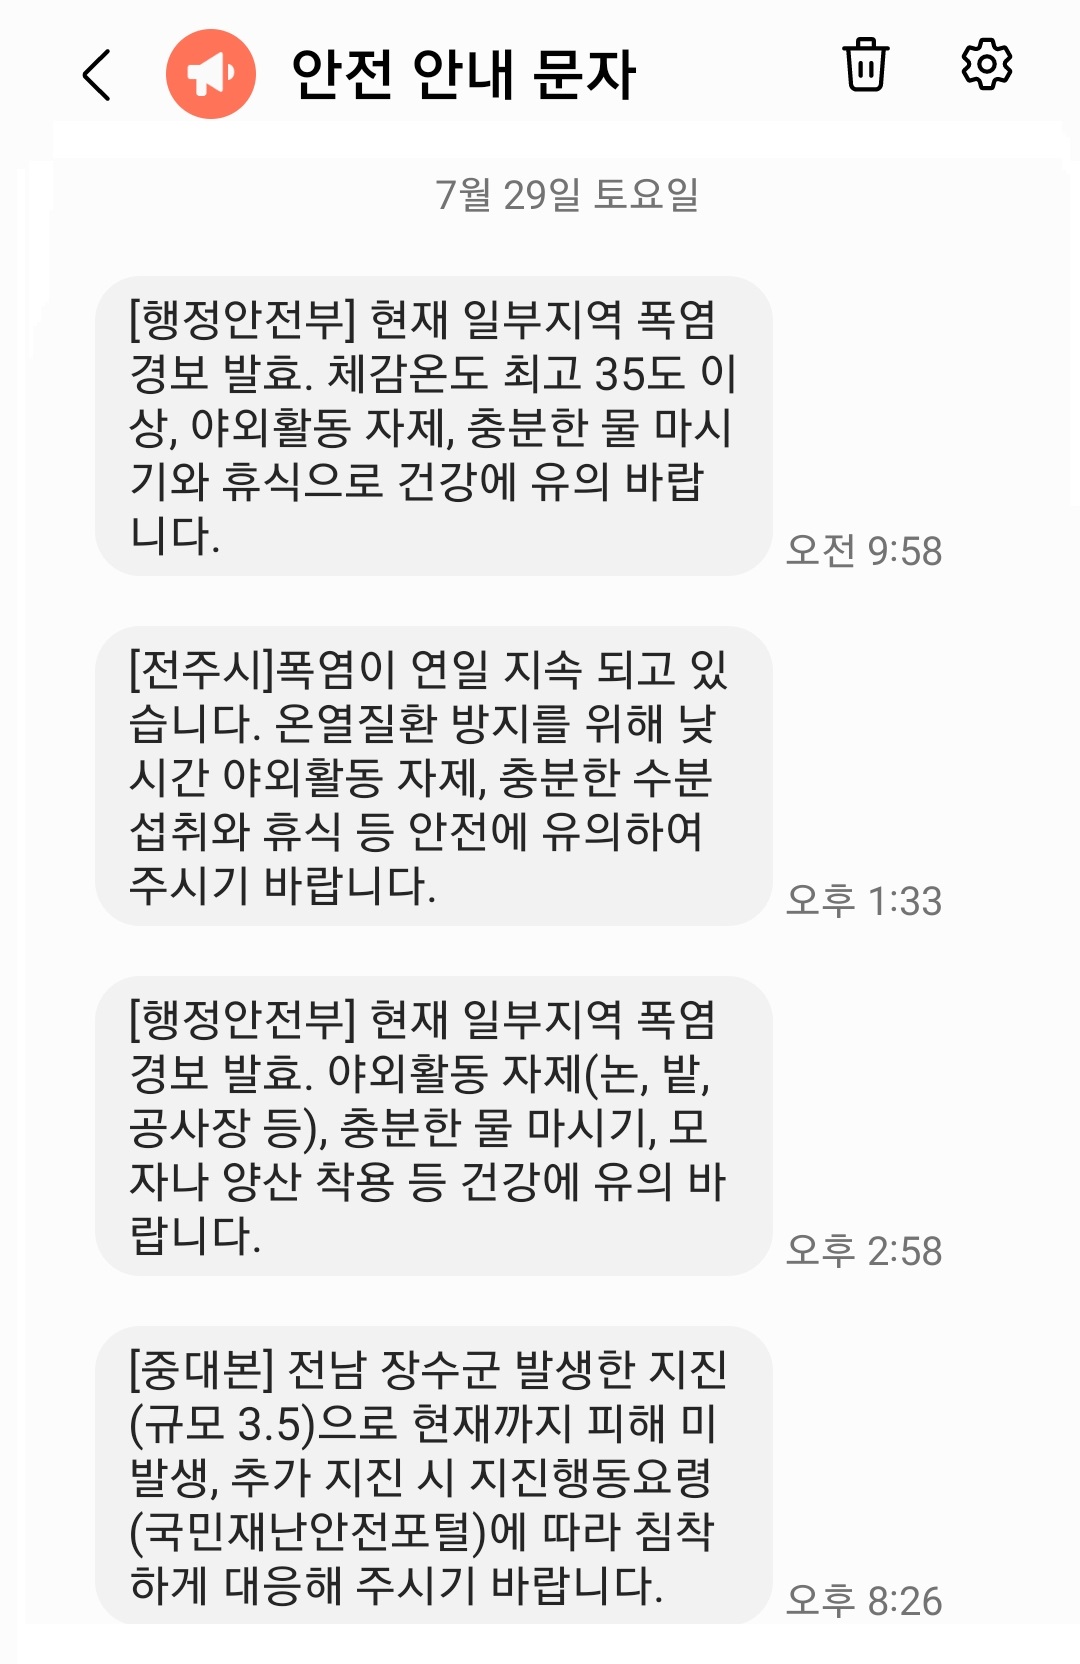 안전 안내 문자
7월 29일 토요일
[행정안전부] 현재 일부지역 폭염
경보 발효. 체감온도 최고 35도 이
상, 야외활동 자제, 충분한 물 마시
기와 휴식으로 건강에 유의 바랍
니다.
오전 9:58
[전주시]폭염이 연일 지속 되고 있
습니다. 온열질환 방지를 위해 낮
시간 야외활동 자제, 충분한 수분
섭취와 휴식 등 안전에 유의하여
주시기 바랍니다.
오후 1:33
[행정안전부] 현재 일부지역 폭염
경보 발효. 야외활동 자제(논, 밭,
공사장 등), 충분한 물 마시기, 모
자나 양산 착용 등 건강에 유의 바
랍니다.
오후 2:58
[중대본] 전남 장수군 발생한 지진
(규모 3.5)으로 현재까지 피해 미
발생, 추가 지진 시 지진행동요령
(국민재난안전포털)에 따라 침착
하게 대응해 주시기 바랍니다.
오후 8:26